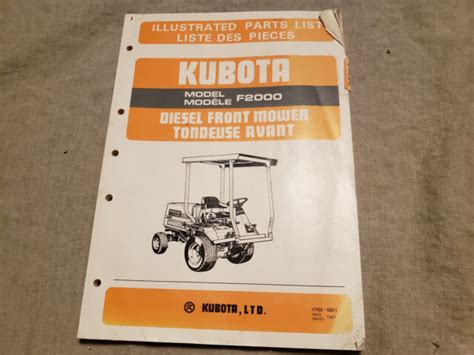 ILLUSTRATED PARTS LIST
LISTE DES PIECES
KUBOTA
MODEL
MODÈLE F2000
DIESEL FRONT MOWER
TONDEUSE AVANT
KUBOTA, LTD.